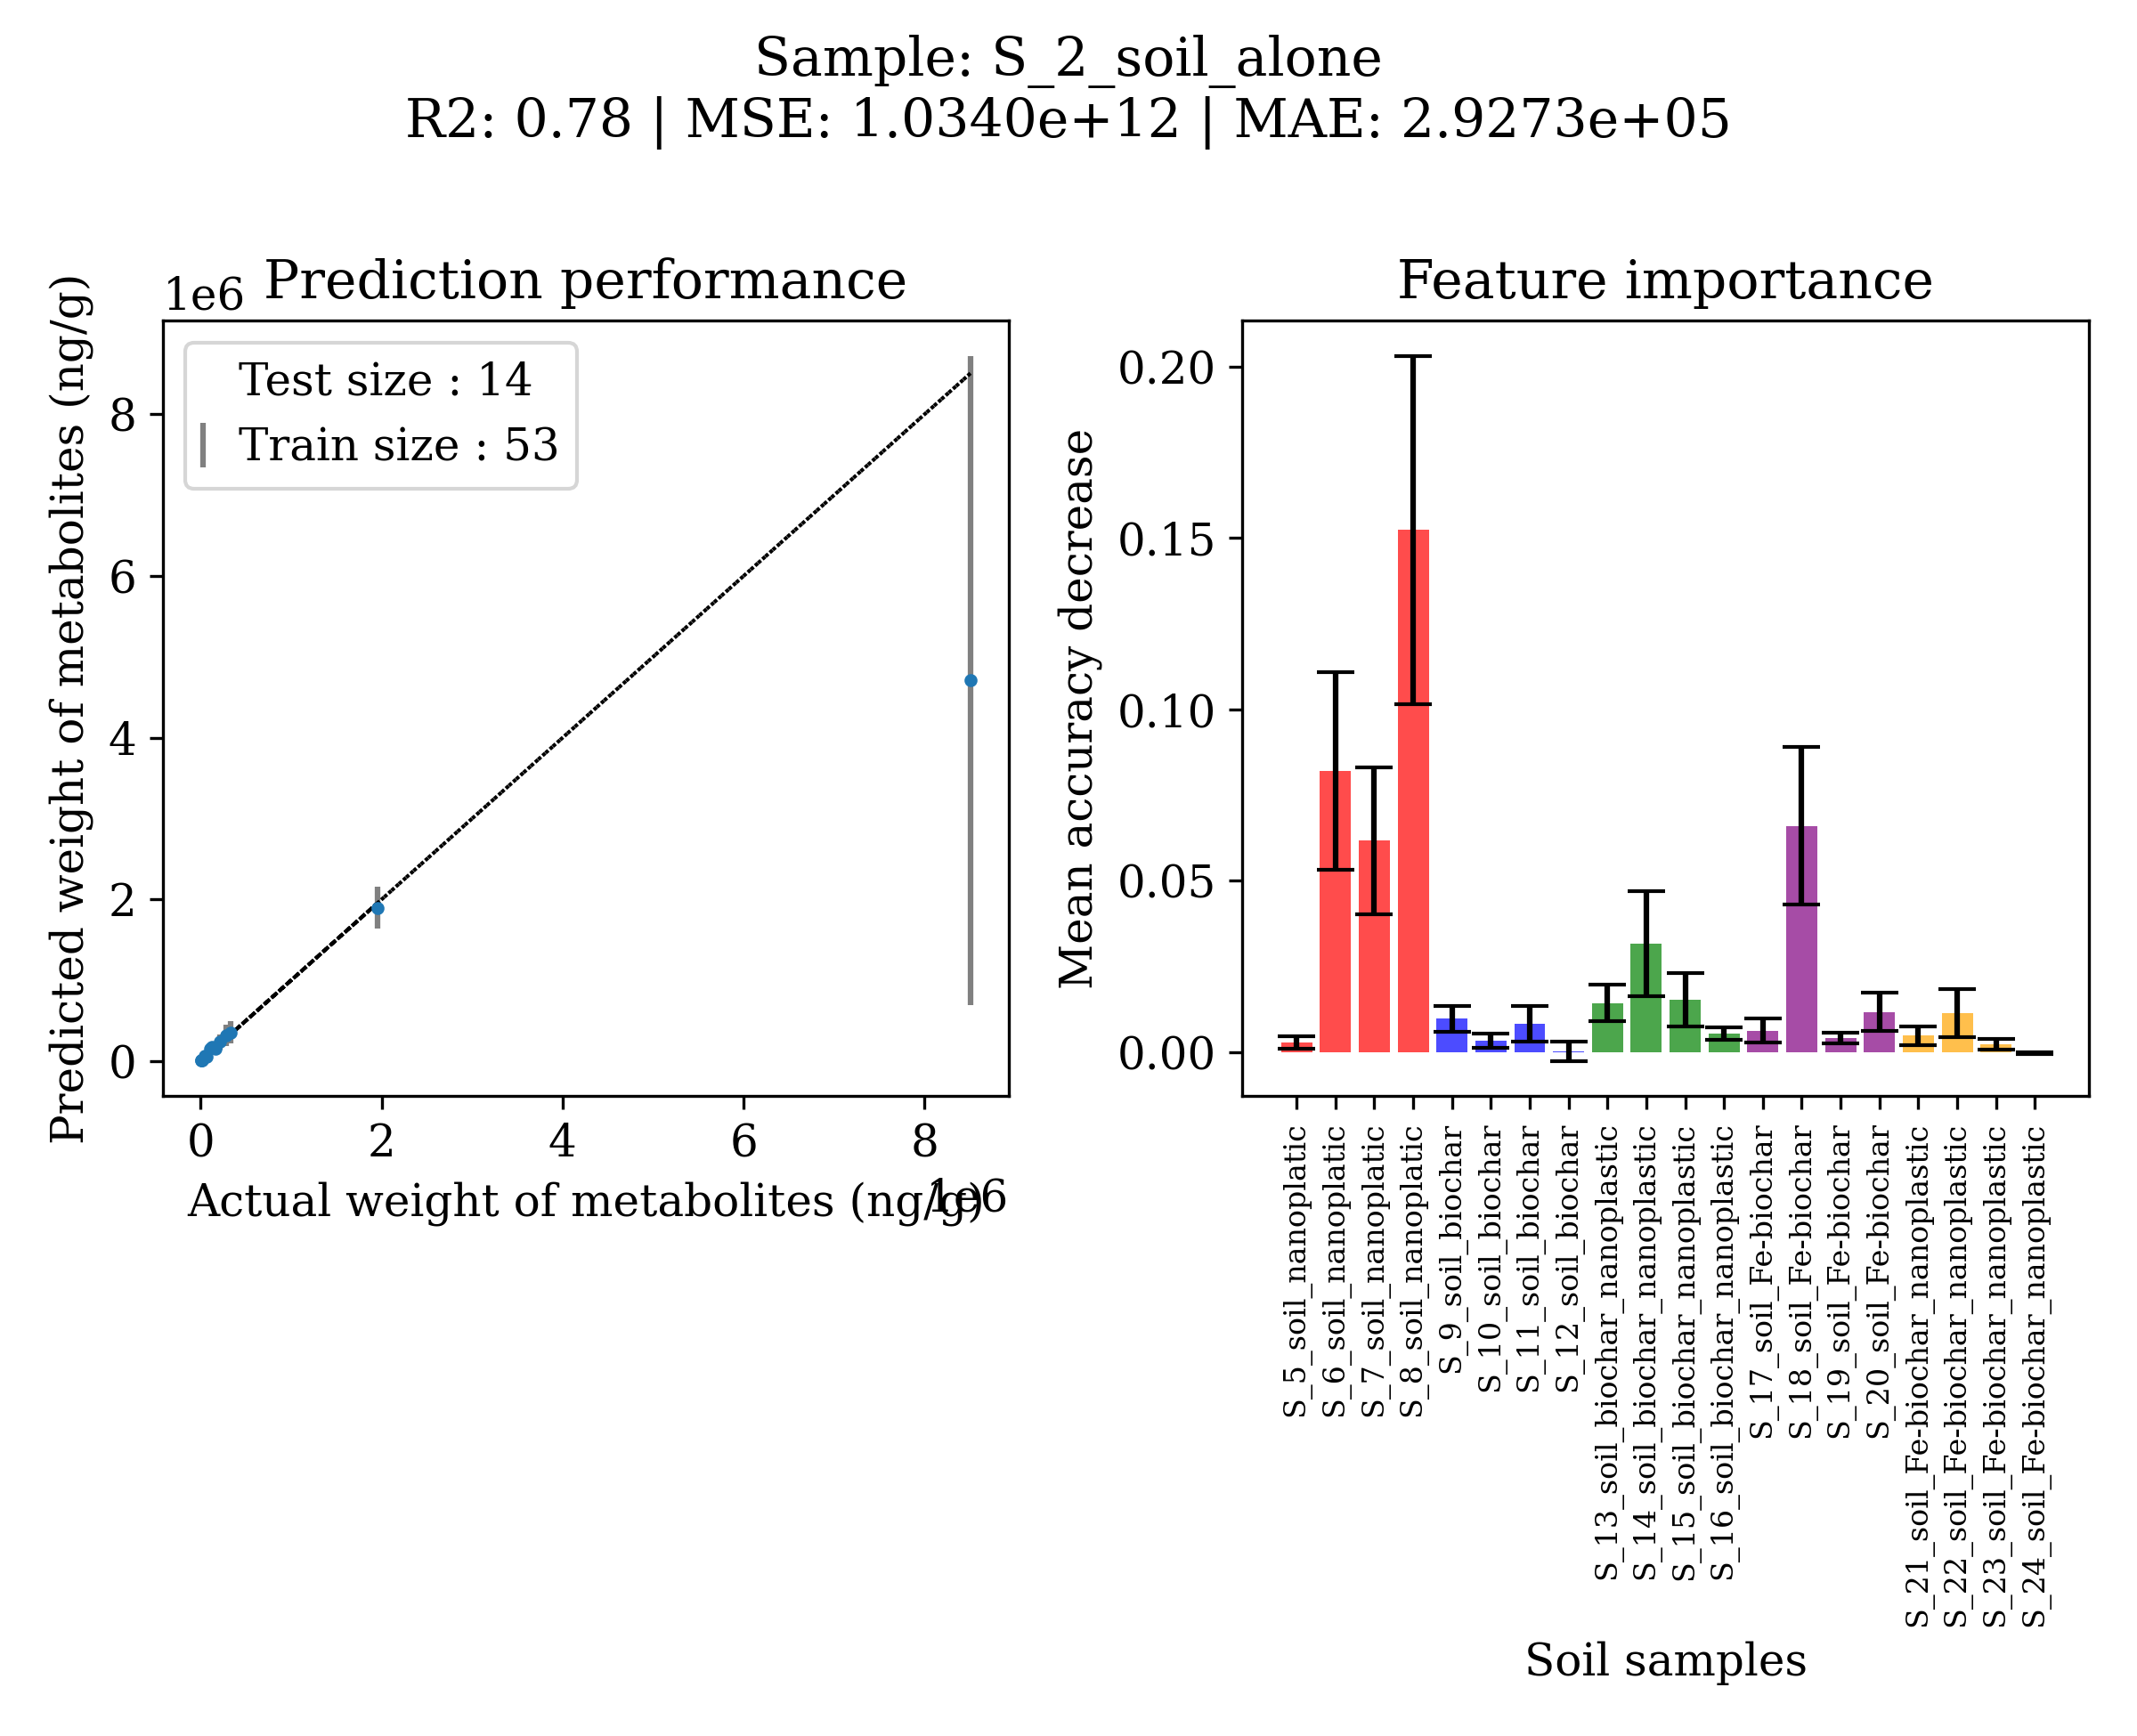 Sample: S_2_soil_alone
R2: 0.78 | MSE: 1.0340e+12 | MAE: 2.9273e+05
Prediction performance
1e6
Test size : 14
Train size : 53
Predicted weight of metabolites (ng/g)
8
6
4
2
0
0 2 4 6 8
Actual weight of metabolites (ng/g)
1e6
Feature importance
Mean accuracy decrease
0.20
0.15
0.10
0.05
0.00
S_5_soil_nanoplatic
S_6_soil_nanoplatic
S_7_soil_nanoplatic
S_8_soil_nanoplatic
S_9_soil_biochar
S_10_soil_biochar
S_11_soil_biochar
S_12_soil_biochar
S_13_soil_biochar_nanoplastic
S_14_soil_biochar_nanoplastic
S_15_soil_biochar_nanoplastic
S_16_soil_biochar_nanoplastic
S_17_soil_Fe-biochar
S_18_soil_Fe-biochar
S_19_soil_Fe-biochar
S_20_soil_Fe-biochar
S_21_soil_Fe-biochar_nanoplastic
S_22_soil_Fe-biochar_nanoplastic
S_23_soil_Fe-biochar_nanoplastic
S_24_soil_Fe-biochar_nanoplastic
Soil samples